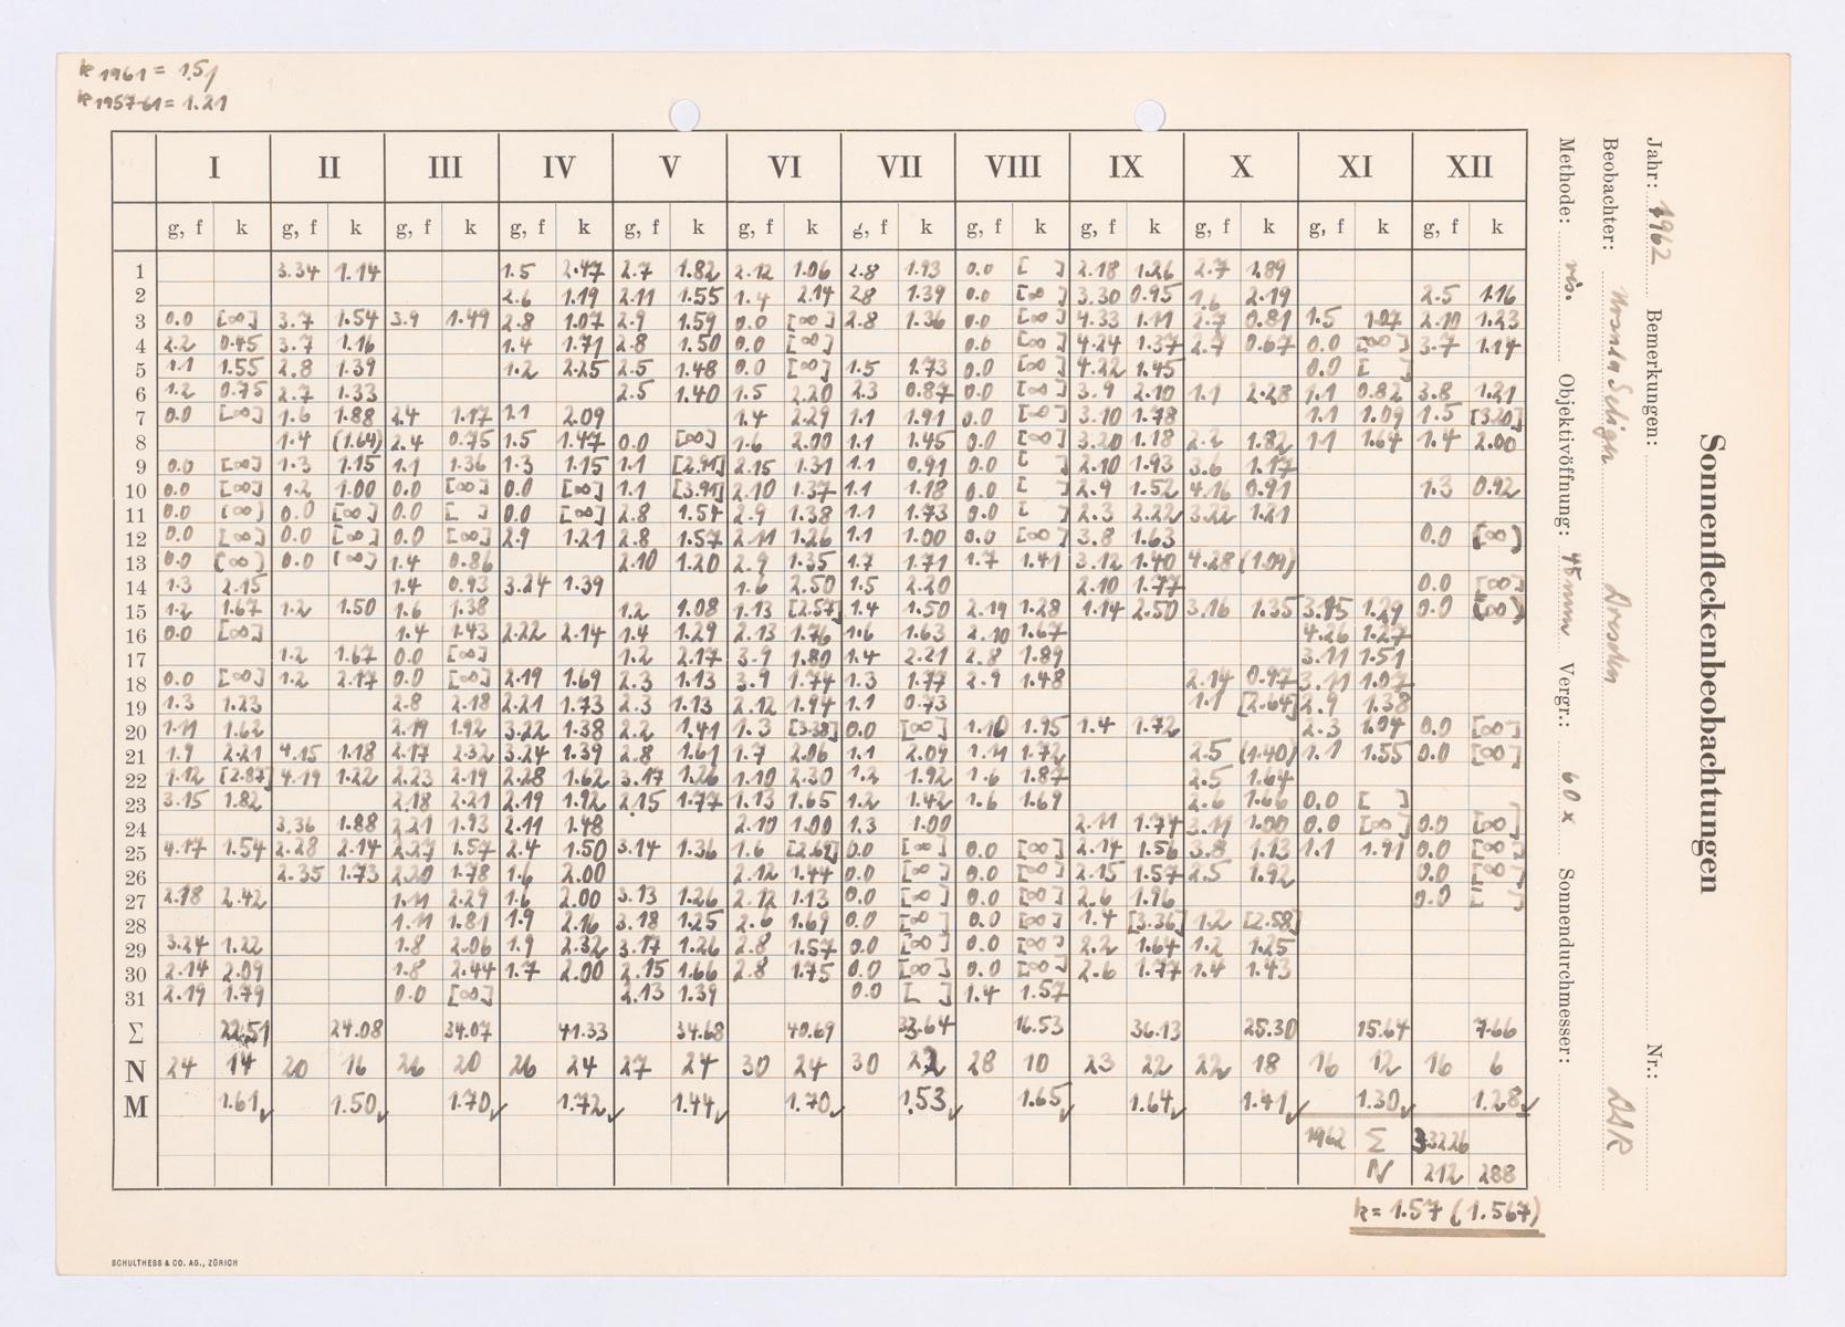 k 1961 = 1.51
k 1957-61 = 1.21
Sonnenfleckenbeobachtungen
Jahr: 1962 Bemerkungen: Nr.:
Beobachter: Dresden DDR
Methode: vis. Objektivöffnung: 45 mm Vergr.: 60 x Sonnendurchmesser:
I II III IV V VI VII VIII IX X XI XII
g, f k g, f k g, f k g, f k g, f k g, f k g, f k g, f k g, f k g, f k g, f k g, f k
1 3.34 1.14 1.5 2.47 2.7 1.82 2.12 1.06 2.8 1.93 0.0 [ ] 2.18 1.26 2.7 1.89
2 2.6 1.19 2.11 1.55 1.4 2.14 2.8 1.39 0.0 [∞] 3.30 0.95 1.6 2.19 2.5 1.16
3 0.0 [∞] 3.7 1.54 3.9 1.49 2.8 1.07 2.9 1.59 0.0 [∞] 2.8 1.36 0.0 [∞] 4.33 1.11 2.7 0.81 1.5 1.07 2.10 1.23
4 2.2 0.45 3.7 1.16 1.4 1.71 2.8 1.50 0.0 [∞] 0.0 [∞] 4.24 1.37 2.7 0.67 0.0 [∞] 3.7 1.14
5 1.1 1.55 2.8 1.39 1.2 2.25 2.5 1.48 0.0 [∞] 1.5 1.73 0.0 [∞] 4.22 1.45 0.0 [ ]
6 1.2 0.75 2.7 1.33 2.5 1.40 1.5 2.20 2.3 0.87 0.0 [∞] 3.9 2.10 1.1 2.28 1.1 0.82 3.8 1.21
7 0.0 [∞] 1.6 1.88 2.4 1.17 1.1 2.09 1.4 2.29 1.1 1.91 0.0 [∞] 3.10 1.78 1.1 1.09 1.5 [3.20]
8 1.4 (1.64) 2.4 0.75 1.5 1.47 0.0 [∞] 1.6 2.00 1.1 1.45 0.0 [∞] 3.20 1.18 2.2 1.82 1.1 1.64 1.4 2.00
9 0.0 [∞] 1.3 1.15 1.1 1.36 1.3 1.15 1.1 [2.91] 2.15 1.31 1.1 0.91 0.0 [ ] 2.10 1.93 3.6 1.17
10 0.0 [∞] 1.2 1.00 0.0 [∞] 0.0 [∞] 1.1 [3.91] 2.10 1.37 1.1 1.18 0.0 [ ] 2.9 1.52 4.16 0.91 1.3 0.92
11 0.0 [∞] 0.0 [∞] 0.0 [ ] 0.0 [∞] 2.8 1.54 2.9 1.38 1.1 1.73 0.0 [ ] 2.3 2.22 3.22 1.21
12 0.0 [∞] 0.0 [∞] 0.0 [∞] 2.9 1.21 2.8 1.57 2.11 1.26 1.1 1.00 0.0 [∞] 3.8 1.63 0.0 [∞]
13 0.0 [∞] 0.0 [∞] 1.4 0.86 2.10 1.20 2.9 1.35 1.7 1.71 1.7 1.41 3.12 1.40 4.28 (1.09)
14 1.3 2.15 1.4 0.93 3.24 1.39 1.6 2.50 1.5 2.20 2.10 1.77 0.0 [∞]
15 1.2 1.67 1.2 1.50 1.6 1.38 1.2 1.08 1.13 [2.57] 1.4 1.50 2.19 1.28 1.14 2.50 3.16 1.35 3.15 1.29 0.0 [∞]
16 0.0 [∞] 1.4 1.43 2.22 2.14 1.4 1.29 2.13 1.76 1.6 1.63 2.10 1.67 4.26 1.27
17 1.2 1.67 0.0 [∞] 1.2 2.17 3.9 1.80 1.4 2.21 2.8 1.89 3.11 1.51
18 0.0 [∞] 1.2 2.17 0.0 [∞] 2.19 1.69 2.3 1.13 3.9 1.74 1.3 1.77 2.9 1.48 2.14 0.97 3.11 1.07
19 1.3 1.23 2.8 2.18 2.21 1.73 2.3 1.13 2.12 1.94 1.1 0.73 1.1 [2.64] 2.9 1.38
20 1.11 1.62 2.19 1.92 3.22 1.38 2.2 1.41 1.3 [3.38] 0.0 [∞] 1.10 1.95 1.4 1.72 2.3 1.04 0.0 [∞]
21 1.9 2.21 4.15 1.18 2.17 2.32 3.24 1.39 2.8 1.61 1.7 2.06 1.1 2.09 1.11 1.72 2.5 (1.40) 1.1 1.55 0.0 [∞]
22 1.12 [2.87] 4.19 1.22 2.23 2.19 2.28 1.62 3.17 1.26 1.10 2.30 1.2 1.92 1.6 1.87 2.5 1.64
23 3.15 1.82 2.18 2.21 2.19 1.92 2.15 1.77 1.13 1.65 1.2 1.42 1.6 1.69 2.6 1.66 0.0 [ ]
24 3.36 1.88 2.21 1.93 2.11 1.48 2.10 1.00 1.3 1.00 2.11 1.74 3.11 1.00 0.0 [∞] 0.0 [∞]
25 4.17 1.54 2.28 2.14 2.27 1.57 2.4 1.50 3.14 1.36 1.6 [2.69] 0.0 [∞] 0.0 [∞] 2.14 1.56 3.8 1.13 1.1 1.91 0.0 [∞]
26 2.35 1.73 2.20 1.78 1.6 2.00 2.12 1.44 0.0 [∞] 0.0 [∞] 2.15 1.57 2.5 1.92 0.0 [∞]
27 2.18 2.42 1.11 2.29 1.6 2.00 3.13 1.26 2.12 1.13 0.0 [∞] 0.0 [∞] 2.6 1.96 0.0 [ ]
28 1.11 1.81 1.9 2.16 3.18 1.25 2.6 1.69 0.0 [∞] 0.0 [∞] 1.4 [3.36] 1.2 [2.58]
29 3.24 1.22 1.8 2.06 1.9 2.32 3.17 1.26 2.8 1.57 0.0 [∞] 0.0 [∞] 2.2 1.64 1.2 1.25
30 2.14 2.09 1.8 2.44 1.7 2.00 2.15 1.66 2.8 1.75 0.0 [∞] 0.0 [∞] 2.6 1.77 1.4 1.43
31 2.19 1.79 0.0 [∞] 2.13 1.39 0.0 [ ] 1.4 1.57
Σ 22.51 24.08 34.07 41.33 34.68 40.69 33.64 16.53 36.13 25.30 15.64 7.66
N 24 14 20 16 26 20 26 24 27 24 30 24 30 22 28 10 23 22 22 18 16 12 16 6
M 1.61 1.50 1.70 1.72 1.44 1.70 1.53 1.65 1.64 1.41 1.30 1.28
1962 Σ 33226
N 212 288
k = 1.57 (1.567)
SCHULTHESS & CO. AG., ZÜRICH